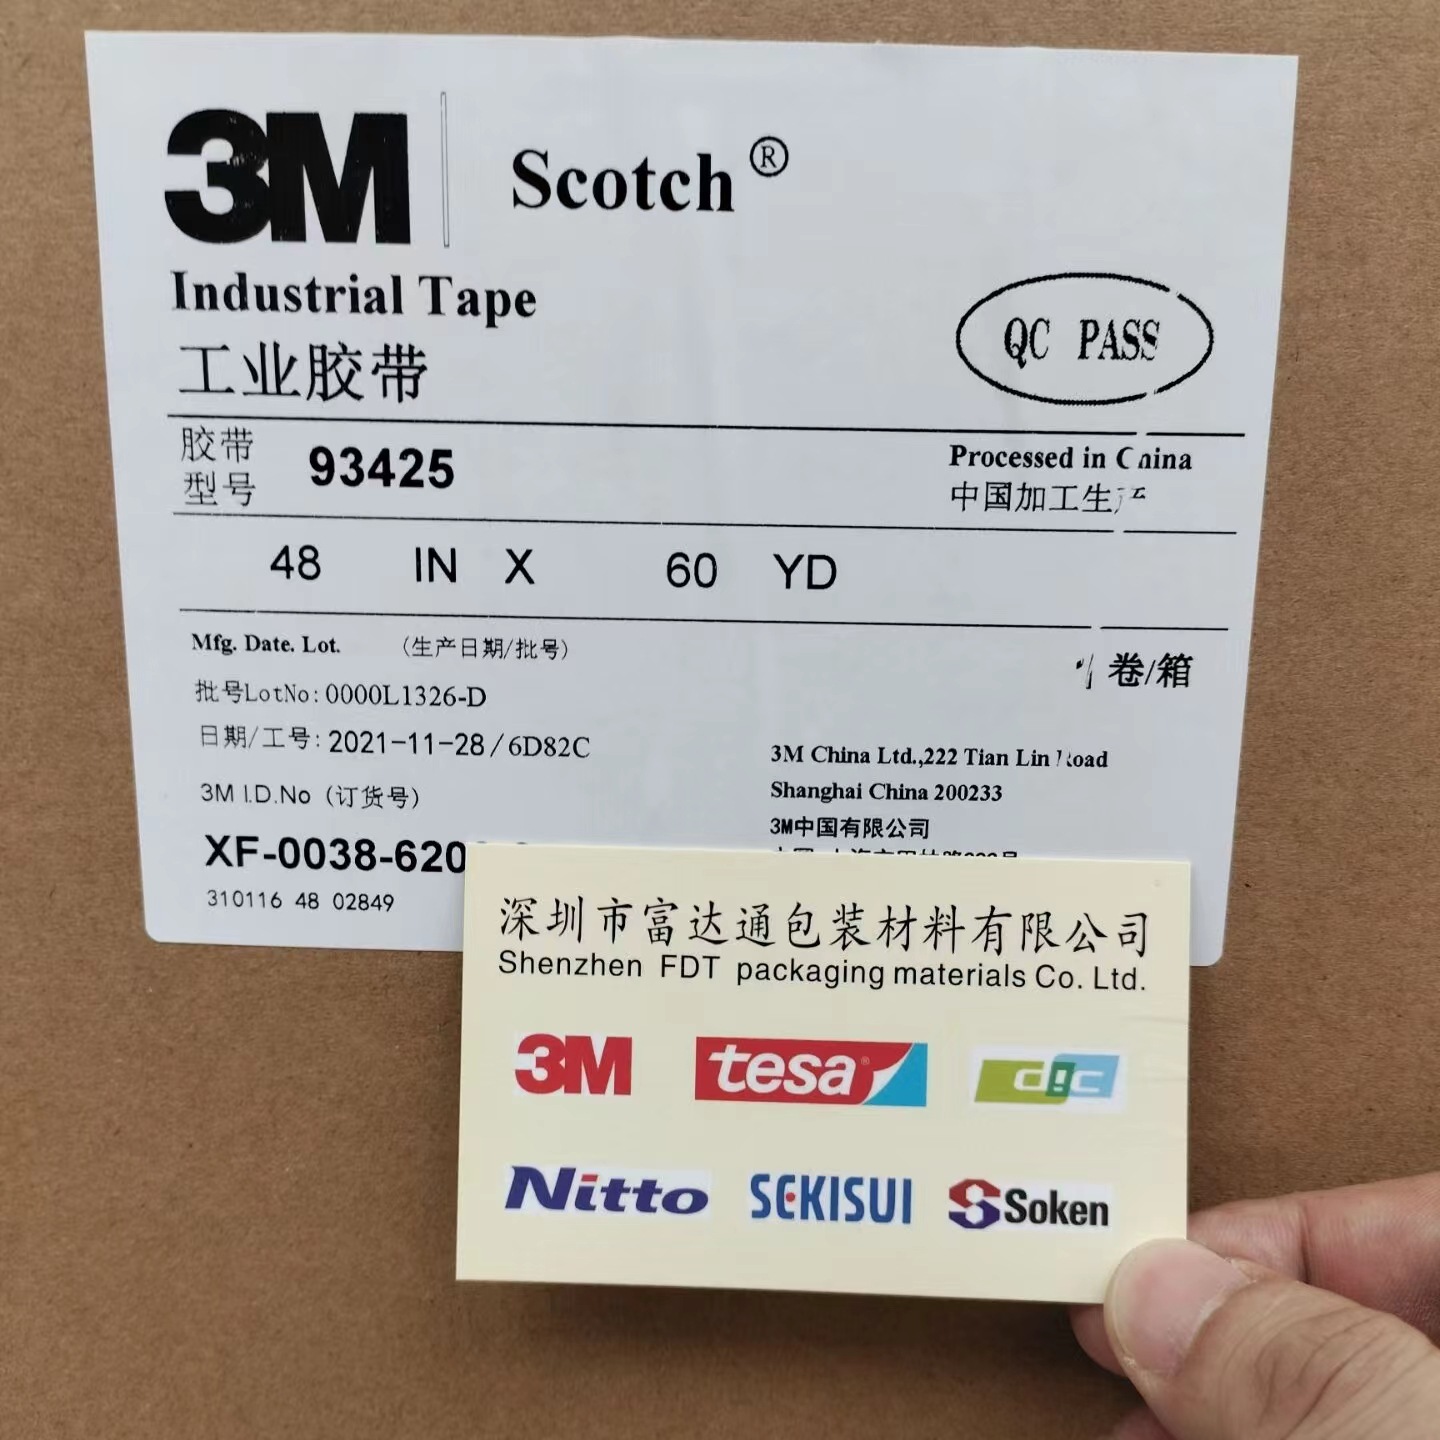 3M Scotch®
Industrial Tape
工业胶带
QC PASS
胶带
型号 93425
Processed in China
中国加工生产
48 IN X 60 YD
Mfg. Date. Lot. (生产日期/批号)
卷/箱
批号LotNo: 0000L1326-D
日期/工号: 2021-11-28/6D82C
3M I.D.No (订货号)
XF-0038-620
310116 48 02849
3M China Ltd.,222 Tian Lin Road
Shanghai China 200233
3M中国有限公司
深圳市富达通包装材料有限公司
Shenzhen FDT packaging materials Co. Ltd.
3M tesa® dic
Nitto SEKISUI Soken